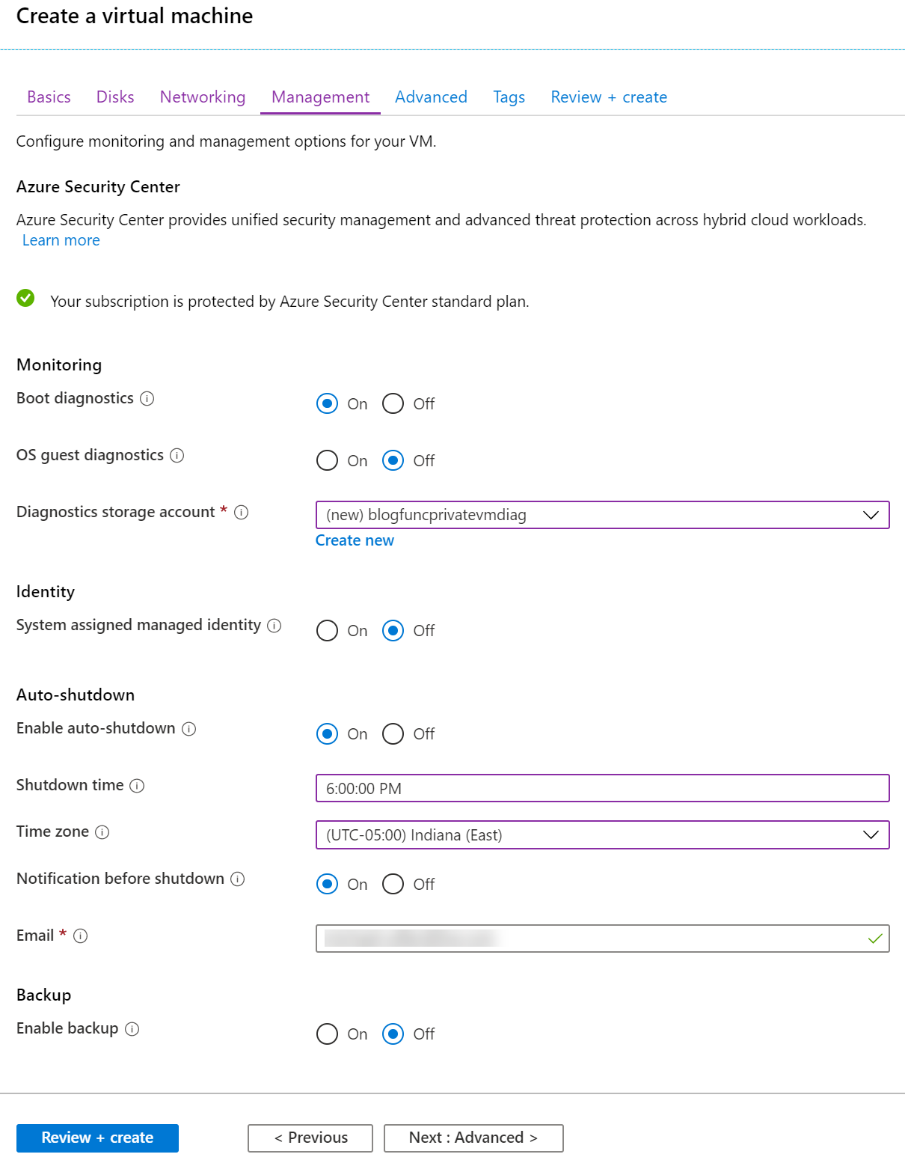 Create a virtual machine
Basics Disks Networking Management Advanced Tags Review + create
Configure monitoring and management options for your VM.
Azure Security Center
Azure Security Center provides unified security management and advanced threat protection across hybrid cloud workloads.
Learn more
Your subscription is protected by Azure Security Center standard plan.
Monitoring
Boot diagnostics On Off
OS guest diagnostics On Off
Diagnostics storage account * (new) blogfuncprivatevmdiag
Create new
Identity
System assigned managed identity On Off
Auto-shutdown
Enable auto-shutdown On Off
Shutdown time 6:00:00 PM
Time zone (UTC-05:00) Indiana (East)
Notification before shutdown On Off
Email *
Backup
Enable backup On Off
Review + create < Previous Next : Advanced >